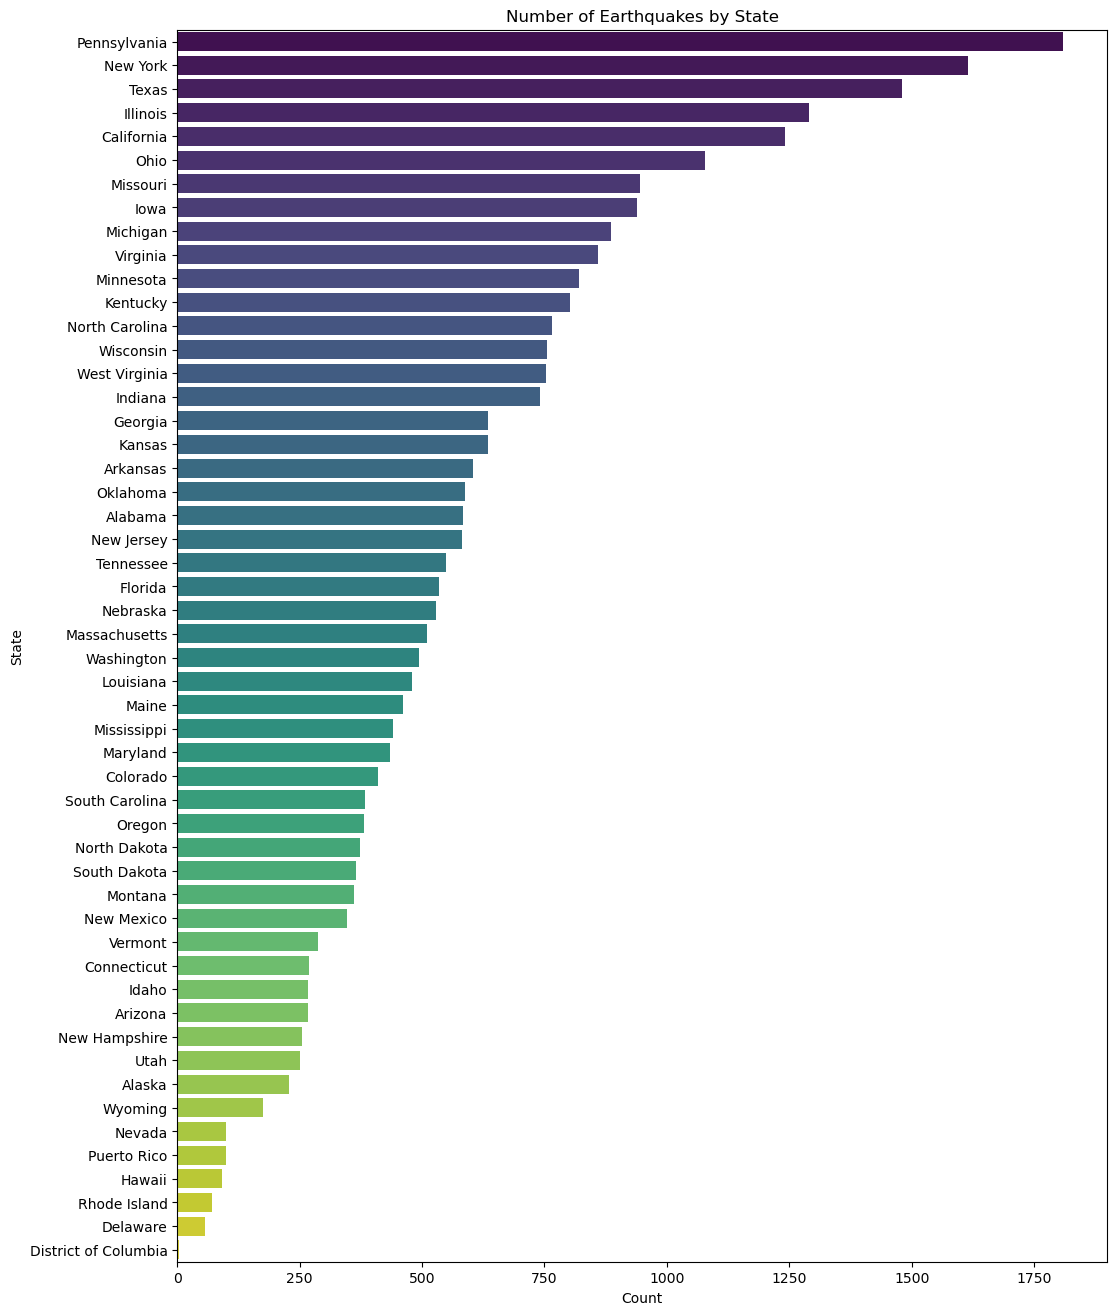 Number of Earthquakes by State
Pennsylvania
New York
Texas
Illinois
California
Ohio
Missouri
Iowa
Michigan
Virginia
Minnesota
Kentucky
North Carolina
Wisconsin
West Virginia
Indiana
Georgia
Kansas
Arkansas
Oklahoma
Alabama
New Jersey
Tennessee
Florida
Nebraska
Massachusetts
Washington
Louisiana
Maine
Mississippi
Maryland
Colorado
South Carolina
Oregon
North Dakota
South Dakota
Montana
New Mexico
Vermont
Connecticut
Idaho
Arizona
New Hampshire
Utah
Alaska
Wyoming
Nevada
Puerto Rico
Hawaii
Rhode Island
Delaware
District of Columbia
State
0 250 500 750 1000 1250 1500 1750
Count